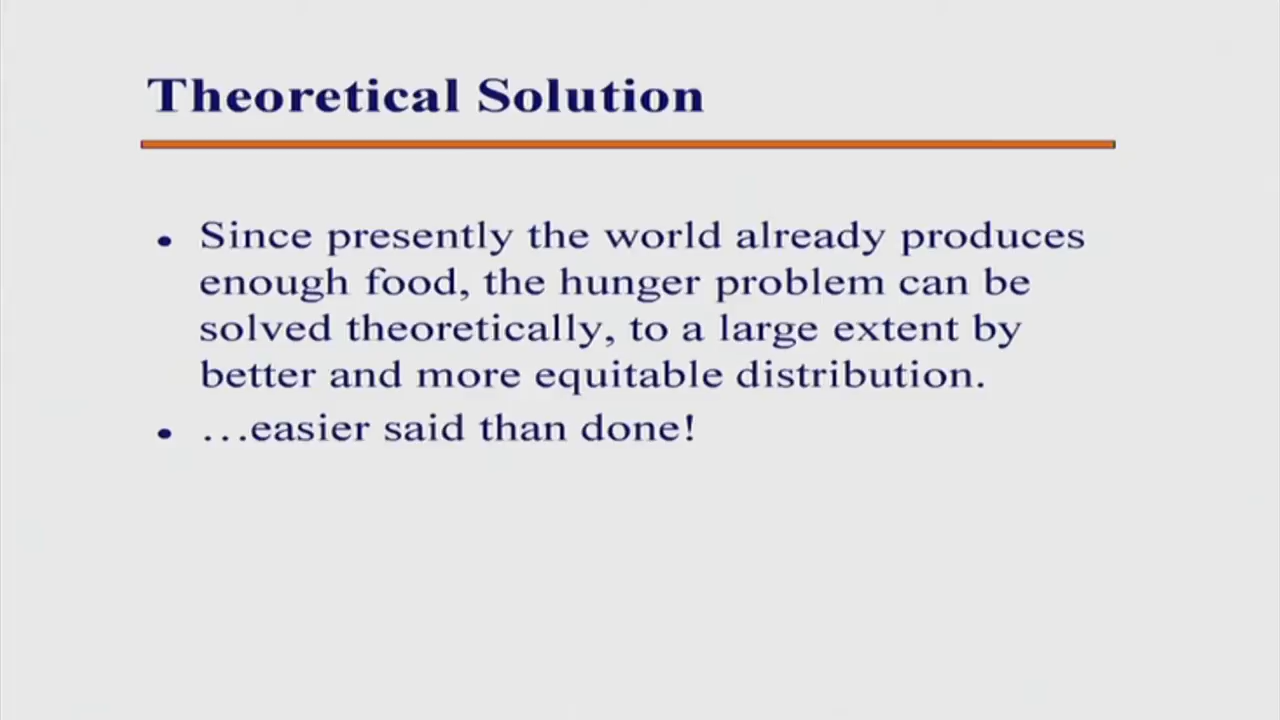 Theoretical Solution
• Since presently the world already produces
enough food, the hunger problem can be
solved theoretically, to a large extent by
better and more equitable distribution.
• …easier said than done!